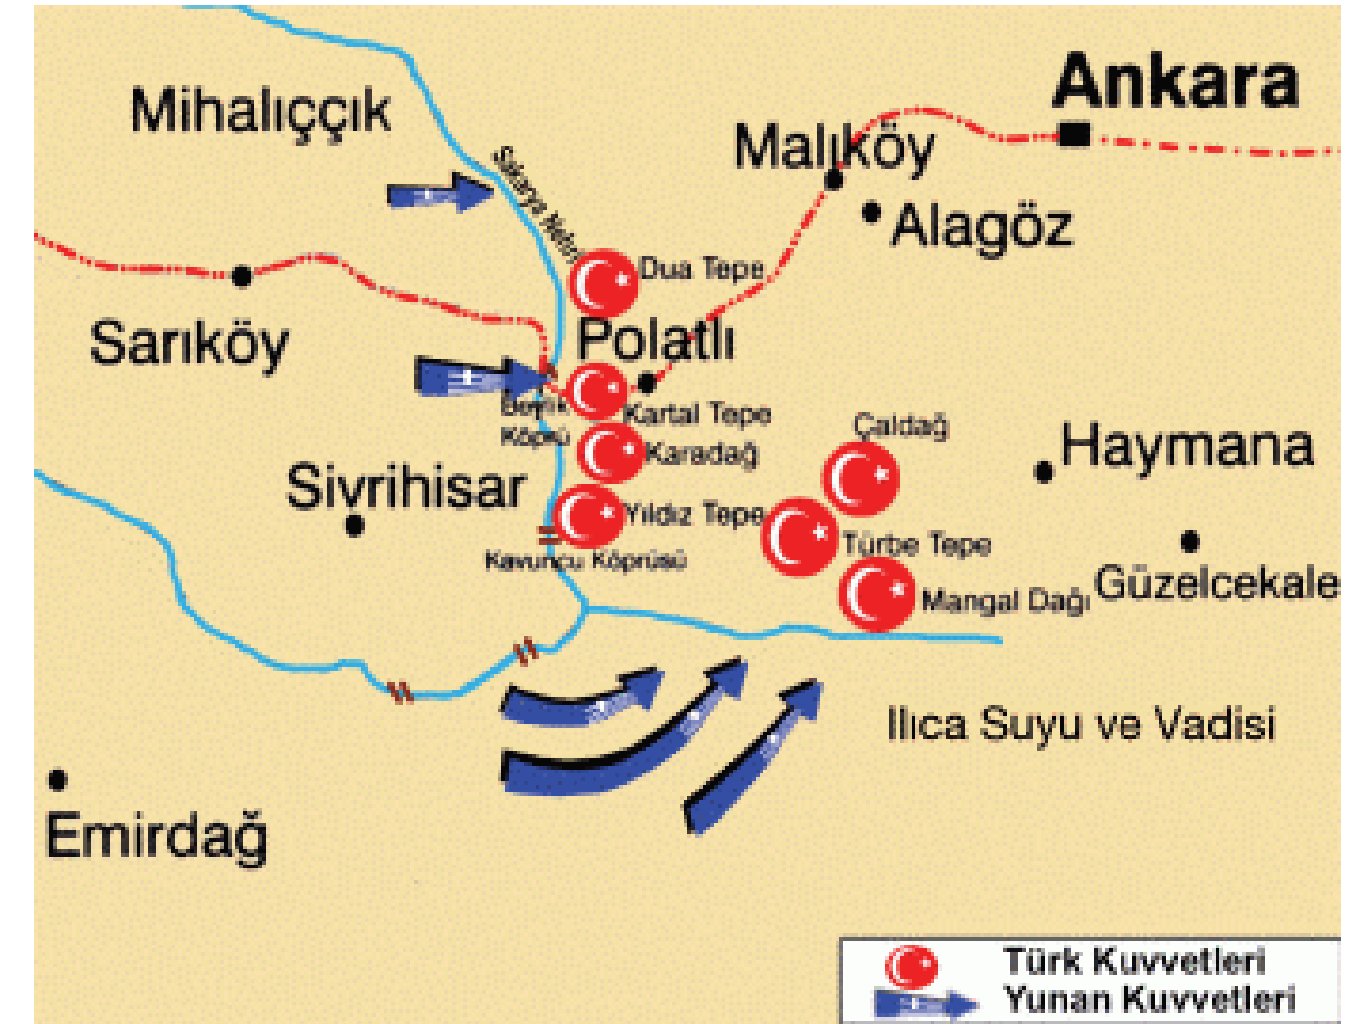 Ankara
Mihalıççık
Malıköy
Sakarya Nehri
Alagöz
Dua Tepe
Sarıköy
Polatlı
Beylik
Köprü
Kartal Tepe
Çaldağ
Haymana
Karadağ
Sivrihisar
Yıldız Tepe
Türbe Tepe
Kavuncu Köprüsü
Güzelcekale
Mangal Dağı
Ilıca Suyu ve Vadisi
Emirdağ
Türk Kuvvetleri
Yunan Kuvvetleri